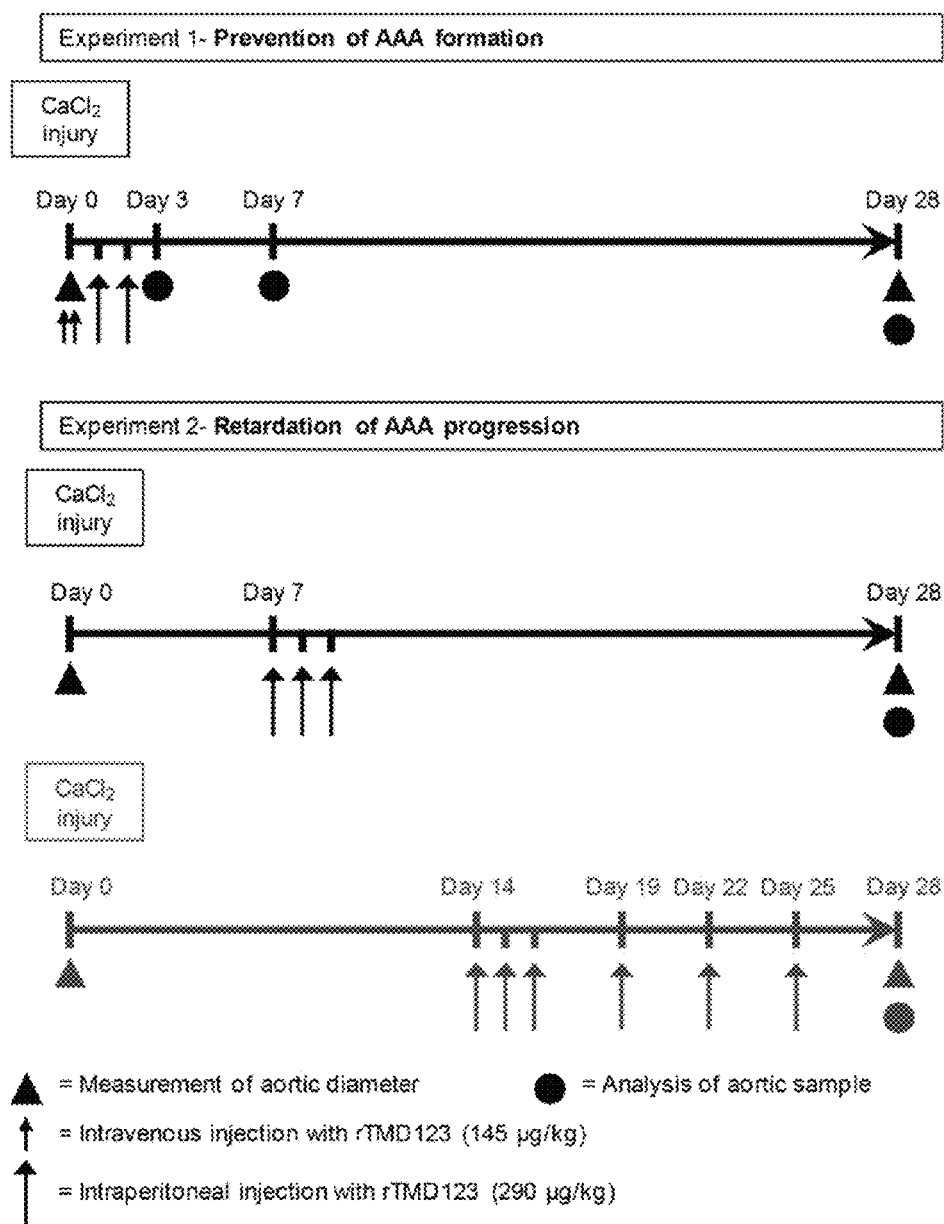 Experiment 1- Prevention of AAA formation
CaCl₂
injury
Day 0 Day 3 Day 7 Day 28
Experiment 2- Retardation of AAA progression
CaCl₂
injury
Day 0 Day 7 Day 28
CaCl₂
injury
Day 0 Day 14 Day 19 Day 22 Day 25 Day 28
= Measurement of aortic diameter = Analysis of aortic sample
= Intravenous injection with rTMD123 (145 µg/kg)
= Intraperitoneal injection with rTMD123 (290 µg/kg)